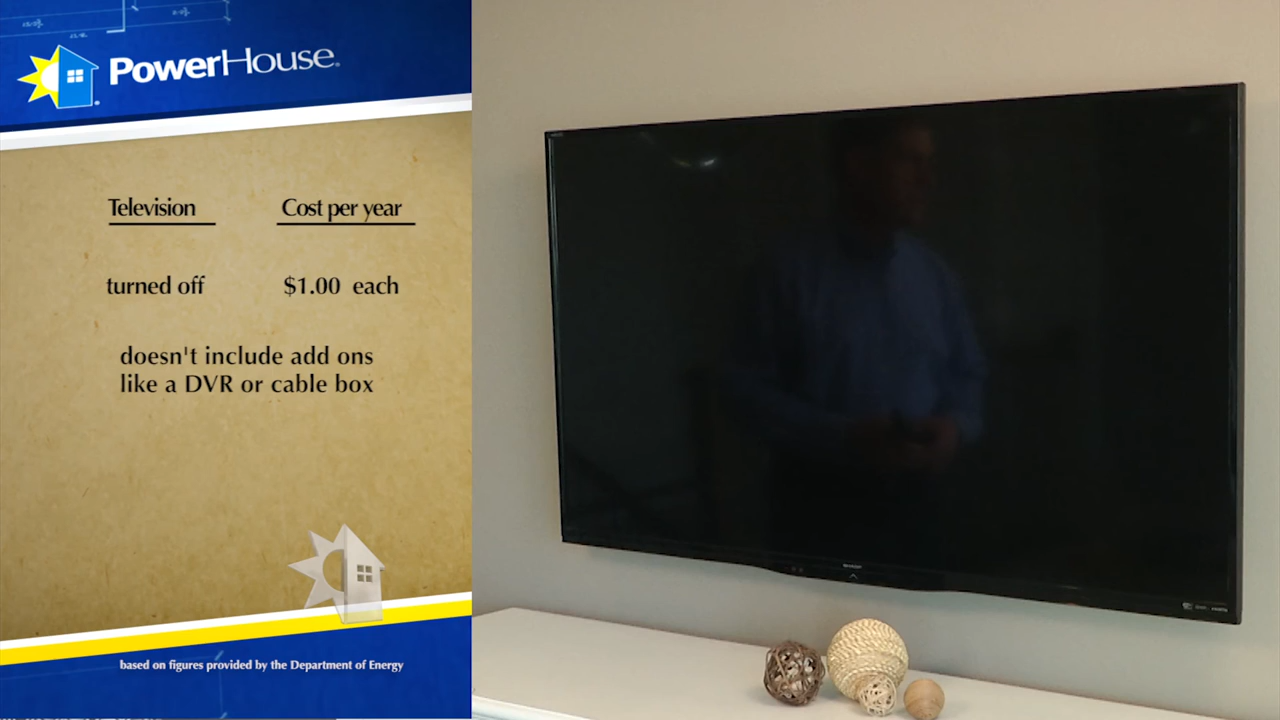 PowerHouse
Television Cost per year
turned off $1.00 each
doesn't include add ons
like a DVR or cable box
based on figures provided by the Department of Energy
SHARP